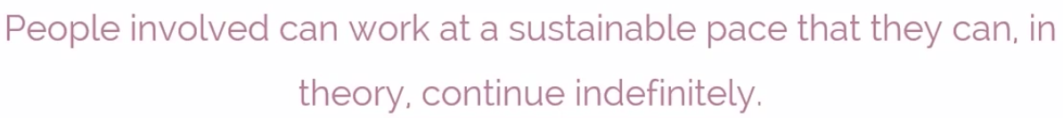 People involved can work at a sustainable pace that they can, in
theory, continue indefinitely.